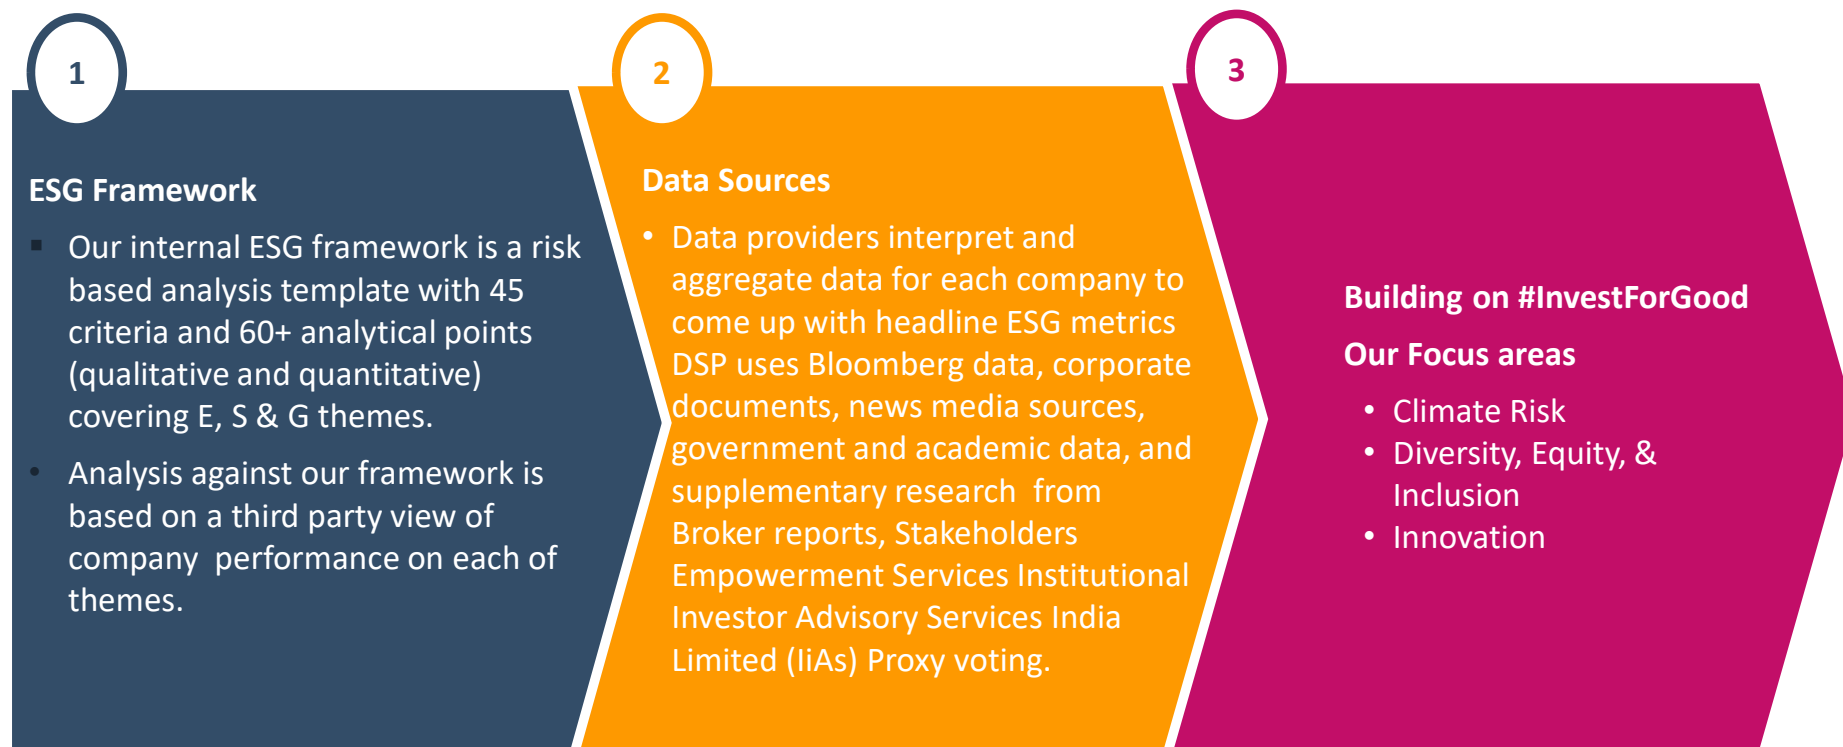 1
ESG Framework
▪ Our internal ESG framework is a risk
based analysis template with 45
criteria and 60+ analytical points
(qualitative and quantitative)
covering E, S & G themes.
• Analysis against our framework is
based on a third party view of
company performance on each of
themes.
2
Data Sources
• Data providers interpret and
aggregate data for each company to
come up with headline ESG metrics
DSP uses Bloomberg data, corporate
documents, news media sources,
government and academic data, and
supplementary research from
Broker reports, Stakeholders
Empowerment Services Institutional
Investor Advisory Services India
Limited (IiAs) Proxy voting.
3
Building on #InvestForGood
Our Focus areas
• Climate Risk
• Diversity, Equity, &
Inclusion
• Innovation